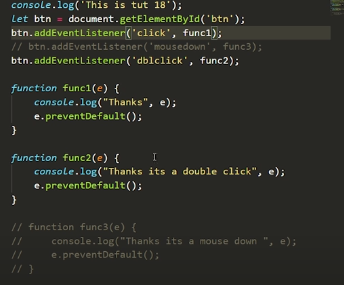 console.log('This is tut 18');
let btn = document.getElementById('btn');
btn.addEventListener('click', func1);
// btn.addEventListener('mousedown', func3);
btn.addEventListener('dblclick', func2);
function func1(e) {
    console.log("Thanks", e);
    e.preventDefault();
}
function func2(e) {
    console.log("Thanks its a double click", e);
    e.preventDefault();
}
// function func3(e) {
//     console.log("Thanks its a mouse down ", e);
//     e.preventDefault();
// }